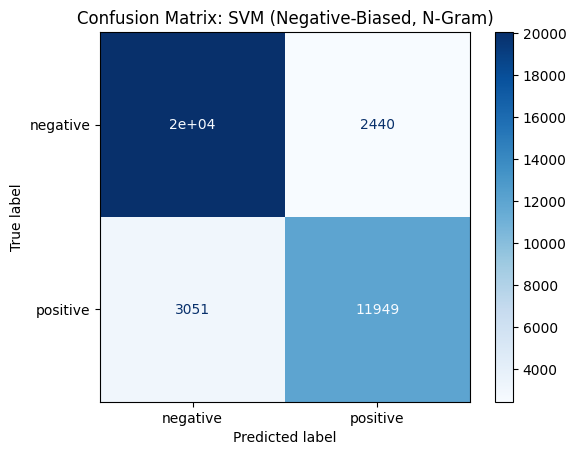 Confusion Matrix: SVM (Negative-Biased, N-Gram)
20000
18000
16000
14000
12000
10000
8000
6000
4000
True label
negative
2e+04
2440
positive
3051
11949
negative
positive
Predicted label